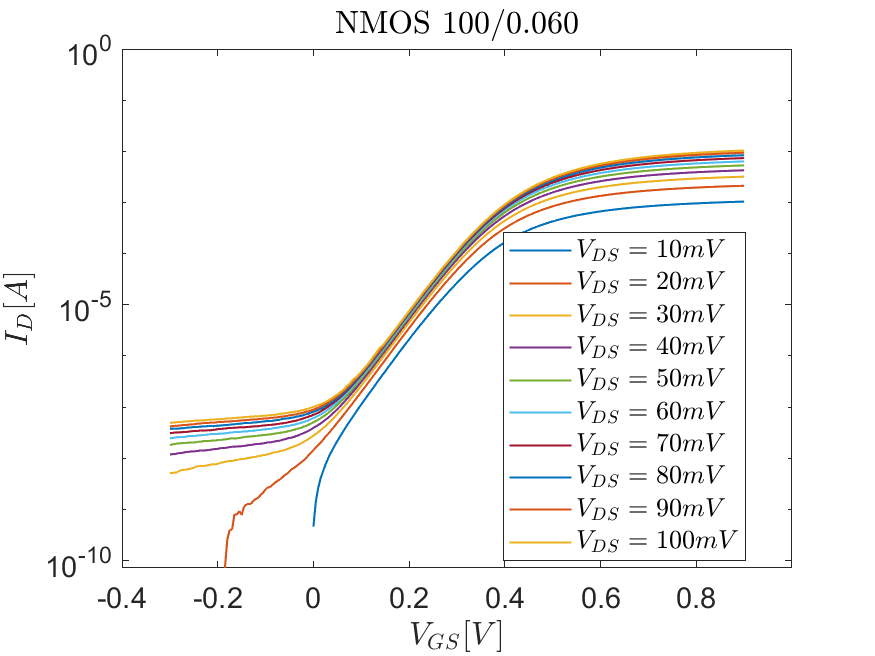 NMOS 100/0.060
10^0
10^-5
10^-10
I_D[A]
-0.4 -0.2 0 0.2 0.4 0.6 0.8
V_GS[V]
V_DS = 10mV
V_DS = 20mV
V_DS = 30mV
V_DS = 40mV
V_DS = 50mV
V_DS = 60mV
V_DS = 70mV
V_DS = 80mV
V_DS = 90mV
V_DS = 100mV